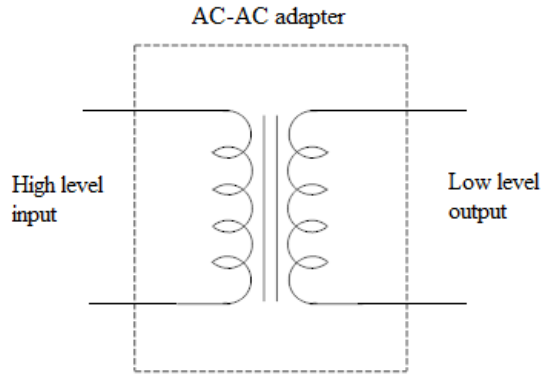 AC-AC adapter
High level
input
Low level
output